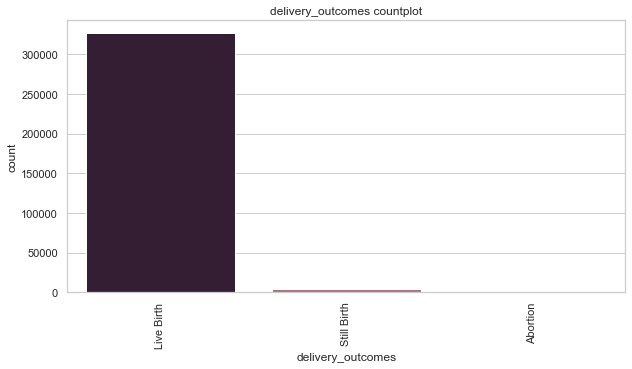 delivery_outcomes countplot
count
300000
250000
200000
150000
100000
50000
0
Live Birth
Still Birth
Abortion
delivery_outcomes